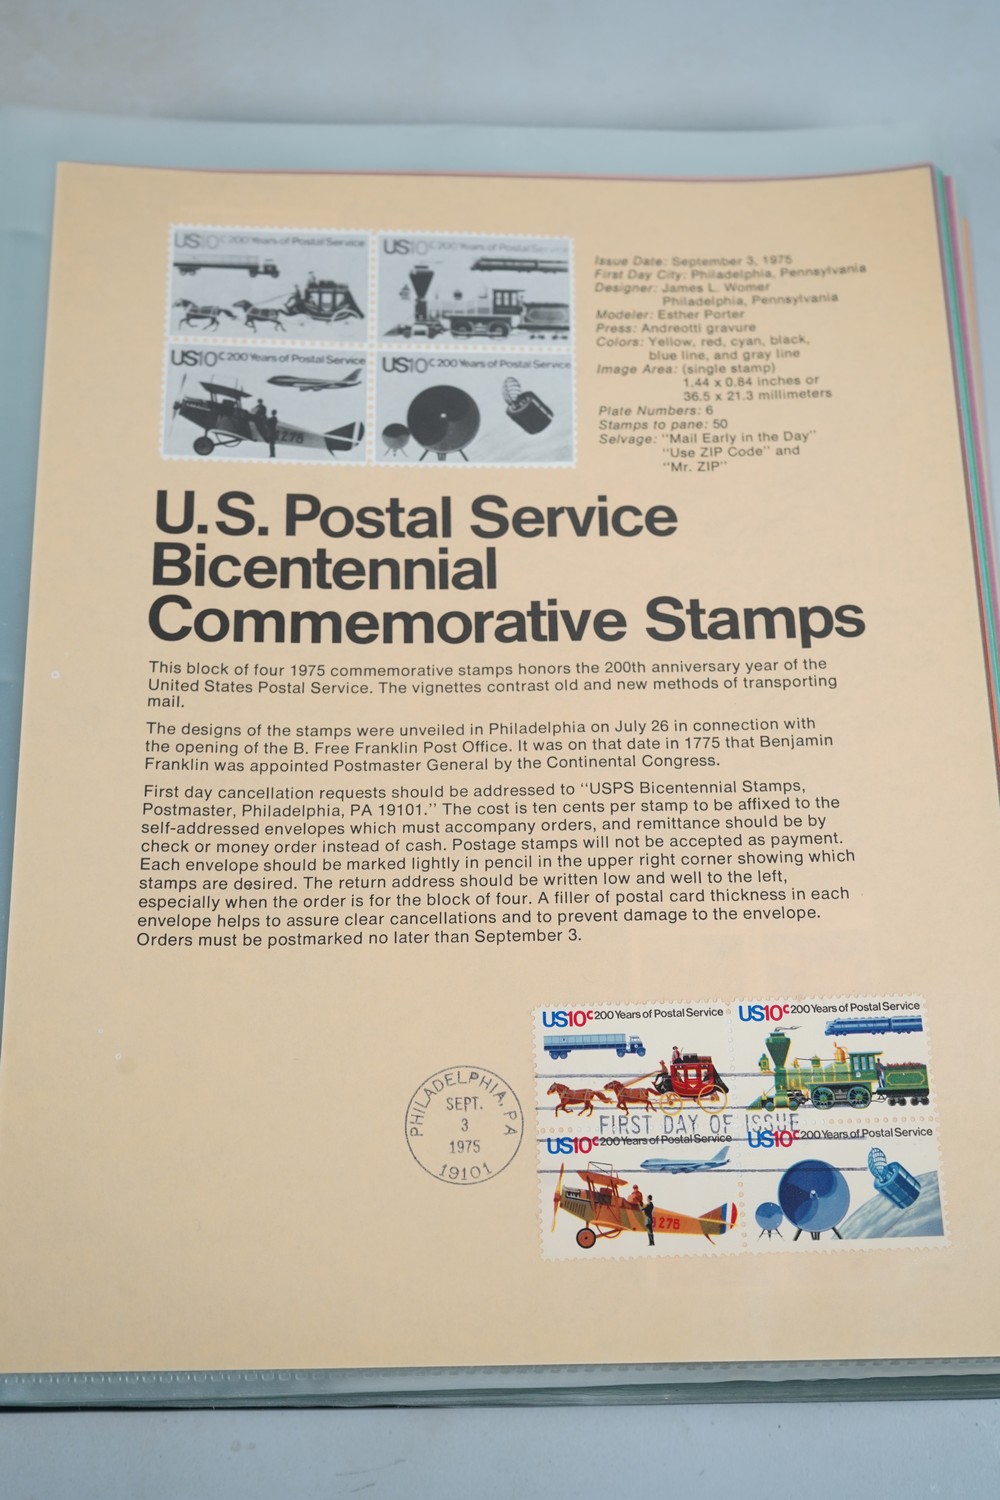 US10c 200 Years of Postal Service
US10c 200 Years of Postal Service
US10c 200 Years of Postal Service
278
US10c 200 Years of Postal Service
Issue Date: September 3, 1975
First Day City: Philadelphia, Pennsylvania
Designer: James L. Womer
Philadelphia, Pennsylvania
Modeler: Esther Porter
Press: Andreotti gravure
Colors: Yellow, red, cyan, black,
blue line, and gray line
Image Area: (single stamp)
1.44 x 0.84 inches or
36.5 x 21.3 millimeters
Plate Numbers: 6
Stamps to pane: 50
Selvage: "Mail Early in the Day"
"Use ZIP Code" and
"Mr. ZIP"
U.S. Postal Service
Bicentennial
Commemorative Stamps
This block of four 1975 commemorative stamps honors the 200th anniversary year of the
United States Postal Service. The vignettes contrast old and new methods of transporting
mail.
The designs of the stamps were unveiled in Philadelphia on July 26 in connection with
the opening of the B. Free Franklin Post Office. It was on that date in 1775 that Benjamin
Franklin was appointed Postmaster General by the Continental Congress.
First day cancellation requests should be addressed to "USPS Bicentennial Stamps,
Postmaster, Philadelphia, PA 19101." The cost is ten cents per stamp to be affixed to the
self-addressed envelopes which must accompany orders, and remittance should be by
check or money order instead of cash. Postage stamps will not be accepted as payment.
Each envelope should be marked lightly in pencil in the upper right corner showing which
stamps are desired. The return address should be written low and well to the left,
especially when the order is for the block of four. A filler of postal card thickness in each
envelope helps to assure clear cancellations and to prevent damage to the envelope.
Orders must be postmarked no later than September 3.
PHILADELPHIA, PA
SEPT.
3
1975
19101
US10c 200 Years of Postal Service
US10c 200 Years of Postal Service
FIRST DAY OF ISSUE
US10c 200 Years of Postal Service
278
US10c 200 Years of Postal Service